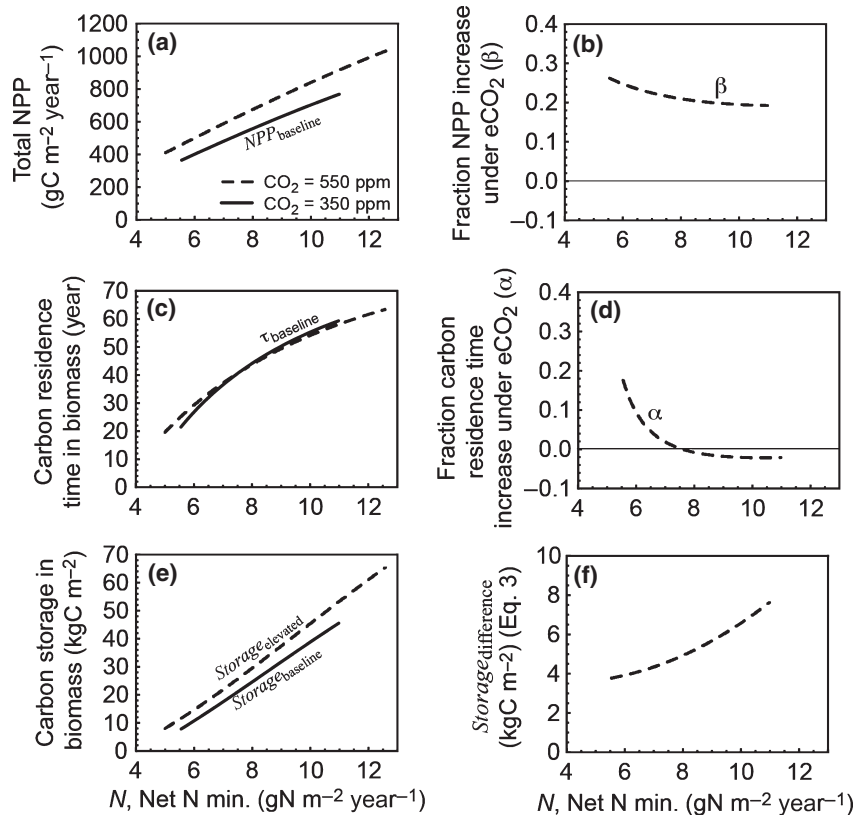 (a)
Total NPP
(gC m−2 year−1)
1200
1000
800
600
400
200
0
NPPbaseline
CO2 = 550 ppm
CO2 = 350 ppm
4 6 8 10 12
(b)
Fraction NPP increase
under eCO2 (β)
0.4
0.3
0.2
0.1
0.0
−0.1
β
4 6 8 10 12
(c)
Carbon residence
time in biomass (year)
70
60
50
40
30
20
10
0
τbaseline
4 6 8 10 12
(d)
Fraction carbon
residence time
increase under eCO2 (α)
0.4
0.3
0.2
0.1
0.0
−0.1
α
4 6 8 10 12
(e)
Carbon storage in
biomass (kgC m−2)
70
60
50
40
30
20
10
0
Storageelevated
Storagebaseline
4 6 8 10 12
N, Net N min. (gN m−2 year−1)
(f)
Storagedifference
(kgC m−2) (Eq. 3)
10
8
6
4
2
0
4 6 8 10 12
N, Net N min. (gN m−2 year−1)